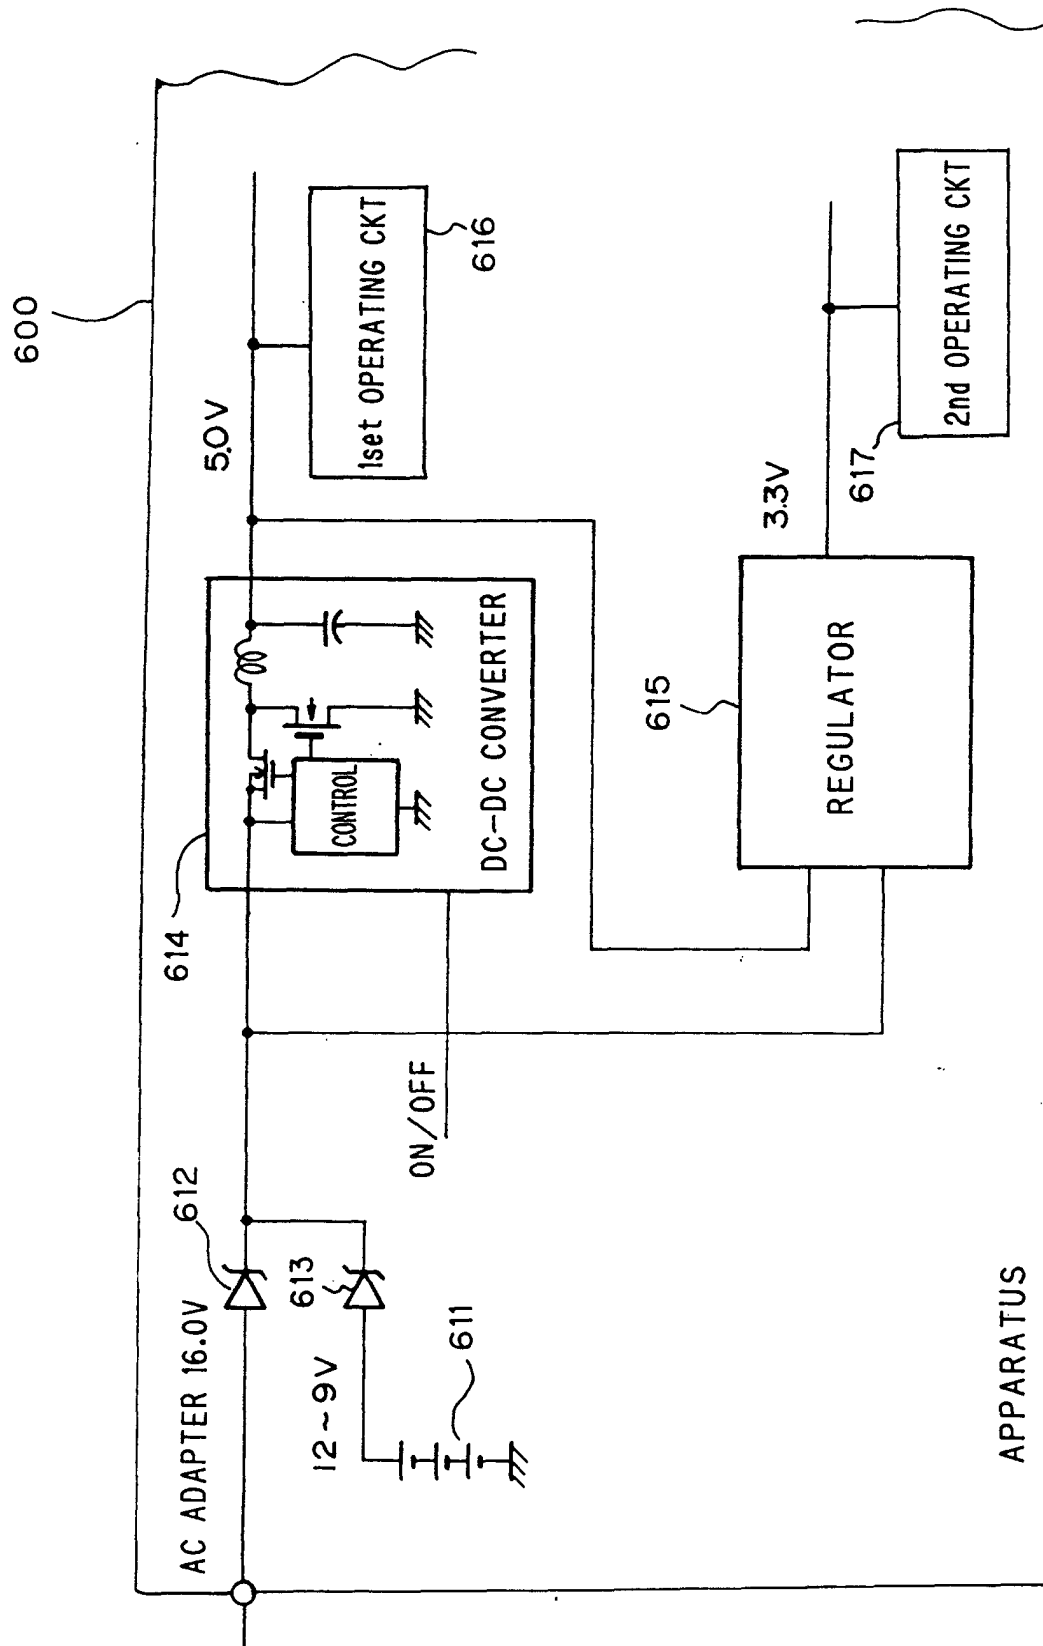 600
AC ADAPTER 16.0V
612
614
5.0V
12~9V
613
611
ON/OFF
CONTROL
DC-DC CONVERTER
1set OPERATING CKT
616
615
REGULATOR
3.3V
617
2nd OPERATING CKT
APPARATUS